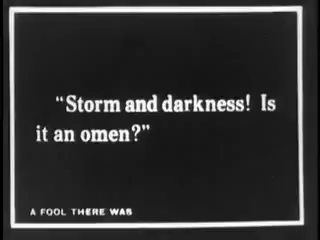 “Storm and darkness! Is
it an omen?”
A FOOL THERE WAS